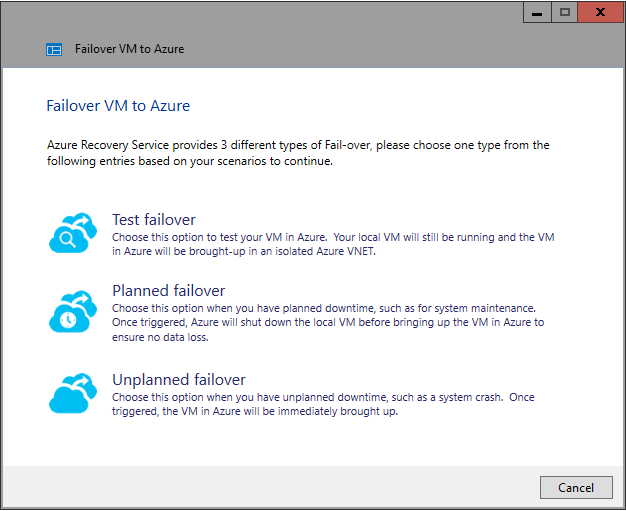 Failover VM to Azure
Failover VM to Azure
Azure Recovery Service provides 3 different types of Fail-over, please choose one type from the
following entries based on your scenarios to continue.
Test failover
Choose this option to test your VM in Azure.  Your local VM will still be running and the VM
in Azure will be brought-up in an isolated Azure VNET.
Planned failover
Choose this option when you have planned downtime, such as for system maintenance.
Once triggered, Azure will shut down the local VM before bringing up the VM in Azure to
ensure no data loss.
Unplanned failover
Choose this option when you have unplanned downtime, such as a system crash.  Once
triggered, the VM in Azure will be immediately brought up.
Cancel